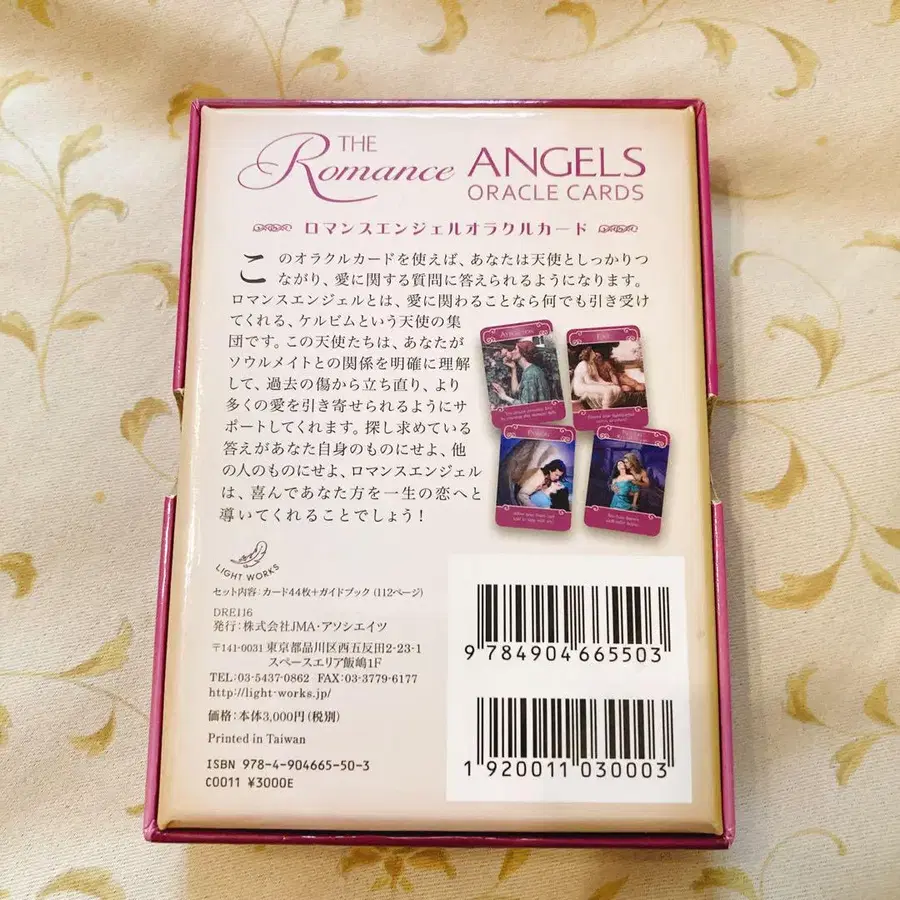 THE
Romance ANGELS
ORACLE CARDS
ロマンスエンジェルオラクルカード
このオラクルカードを使えば、あなたは天使としっかりつ
ながり、愛に関する質問に答えられるようになります。
ロマンスエンジェルとは、愛に関わることなら何でも引き受け
てくれる、ケルビムという天使の集
団です。この天使たちは、あなたが
ソウルメイトとの関係を明確に理解
して、過去の傷から立ち直り、より
多くの愛を引き寄せられるようにサ
ポートしてくれます。探し求めている
答えがあなた自身のものにせよ、他
の人のものにせよ、ロマンスエンジェル
は、喜んであなた方を一生の恋へと
導いてくれることでしょう!
LIGHT WORKS
セット内容:カード44枚+ガイドブック(112ページ)
DRE116
発行:株式会社JMA・アソシエイツ
〒141-0031 東京都品川区西五反田2-23-1
スペースエリア飯嶋1F
TEL:03-5437-0862 FAX:03-3779-6177
http://light-works.jp/
価格:本体3,000円(税別)
Printed in Taiwan
ISBN 978-4-904665-50-3
C0011 ¥3000E
9784904665503
1920011030003